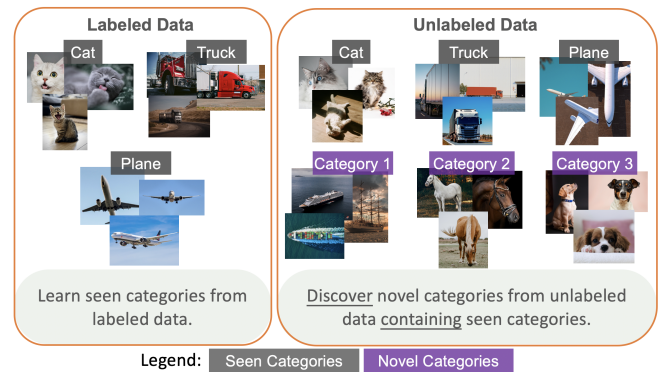 Labeled Data
Cat
Truck
Plane
Learn seen categories from
labeled data.
Unlabeled Data
Cat
Truck
Plane
Category 1
Category 2
Category 3
Discover novel categories from unlabeled
data containing seen categories.
Legend:
Seen Categories
Novel Categories